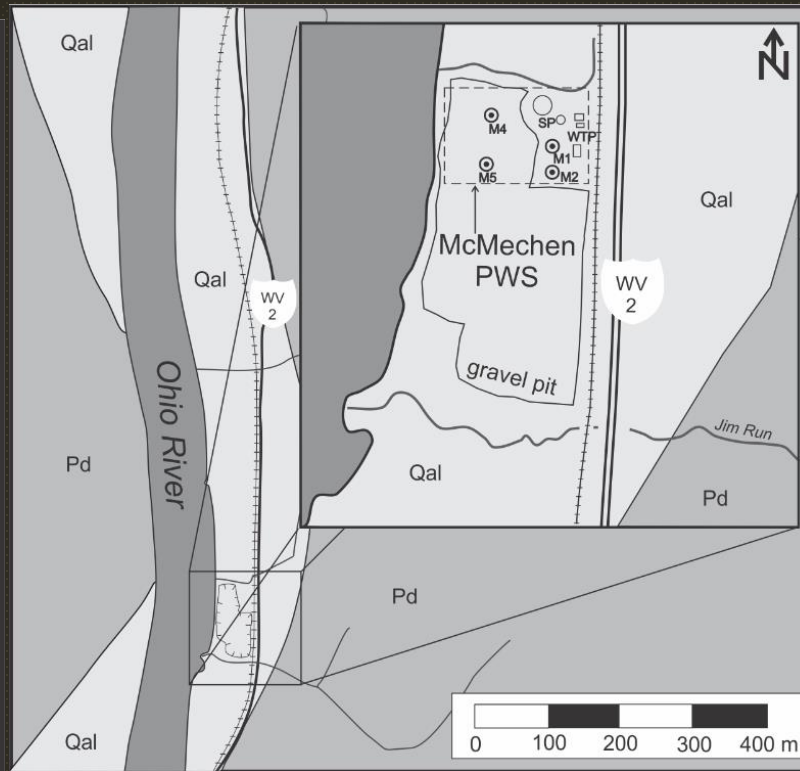 Qal
N
SP
M4
WTP
M1
M5
M2
Qal
McMechen
PWS
Qal
WV
2
WV
2
gravel pit
Ohio River
Jim Run
Pd
Qal
Pd
Pd
Qal
0 100 200 300 400 m